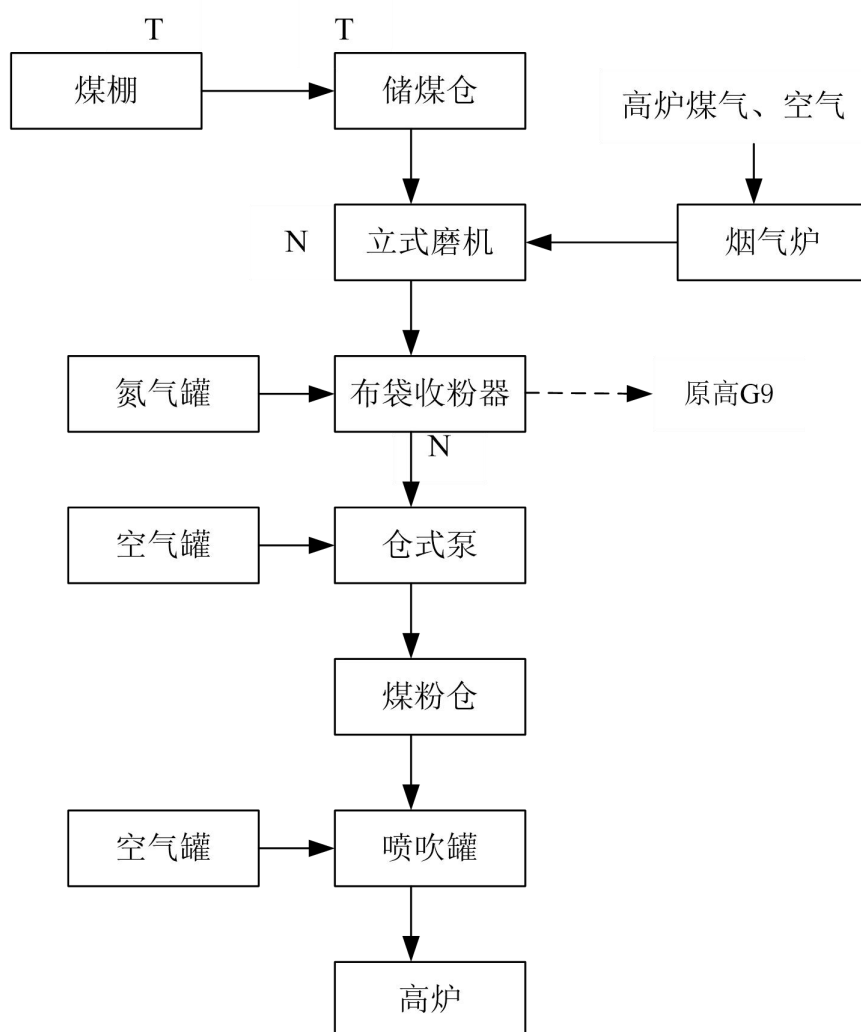 T
T
煤棚
储煤仓
高炉煤气、空气
N
立式磨机
烟气炉
氮气罐
布袋收粉器
原高G9
N
空气罐
仓式泵
煤粉仓
空气罐
喷吹罐
高炉